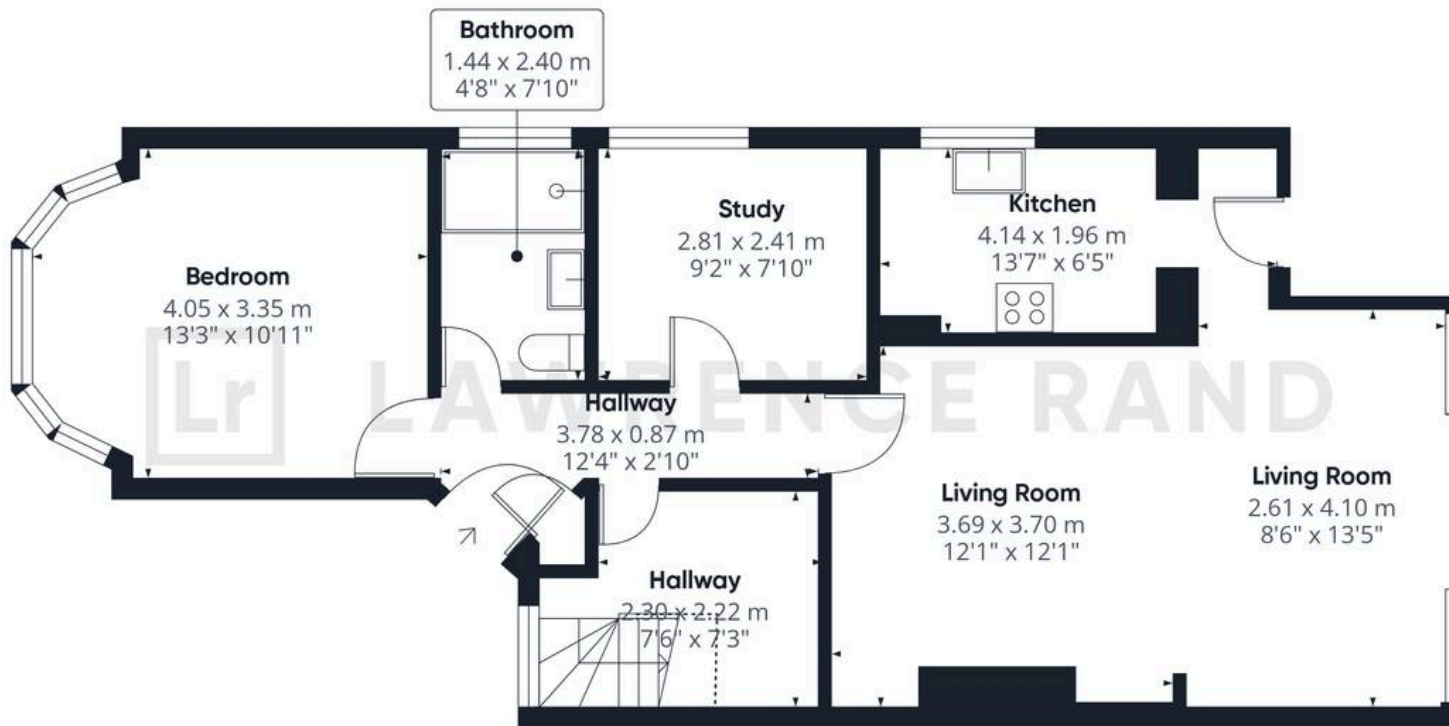 Bathroom
1.44 x 2.40 m
4'8" x 7'10"
Bedroom
4.05 x 3.35 m
13'3" x 10'11"
Study
2.81 x 2.41 m
9'2" x 7'10"
Kitchen
4.14 x 1.96 m
13'7" x 6'5"
Lr LAWRENCE RAND
Hallway
3.78 x 0.87 m
12'4" x 2'10"
Living Room
3.69 x 3.70 m
12'1" x 12'1"
Living Room
2.61 x 4.10 m
8'6" x 13'5"
Hallway
2.30 x 2.22 m
7'6" x 7'3"